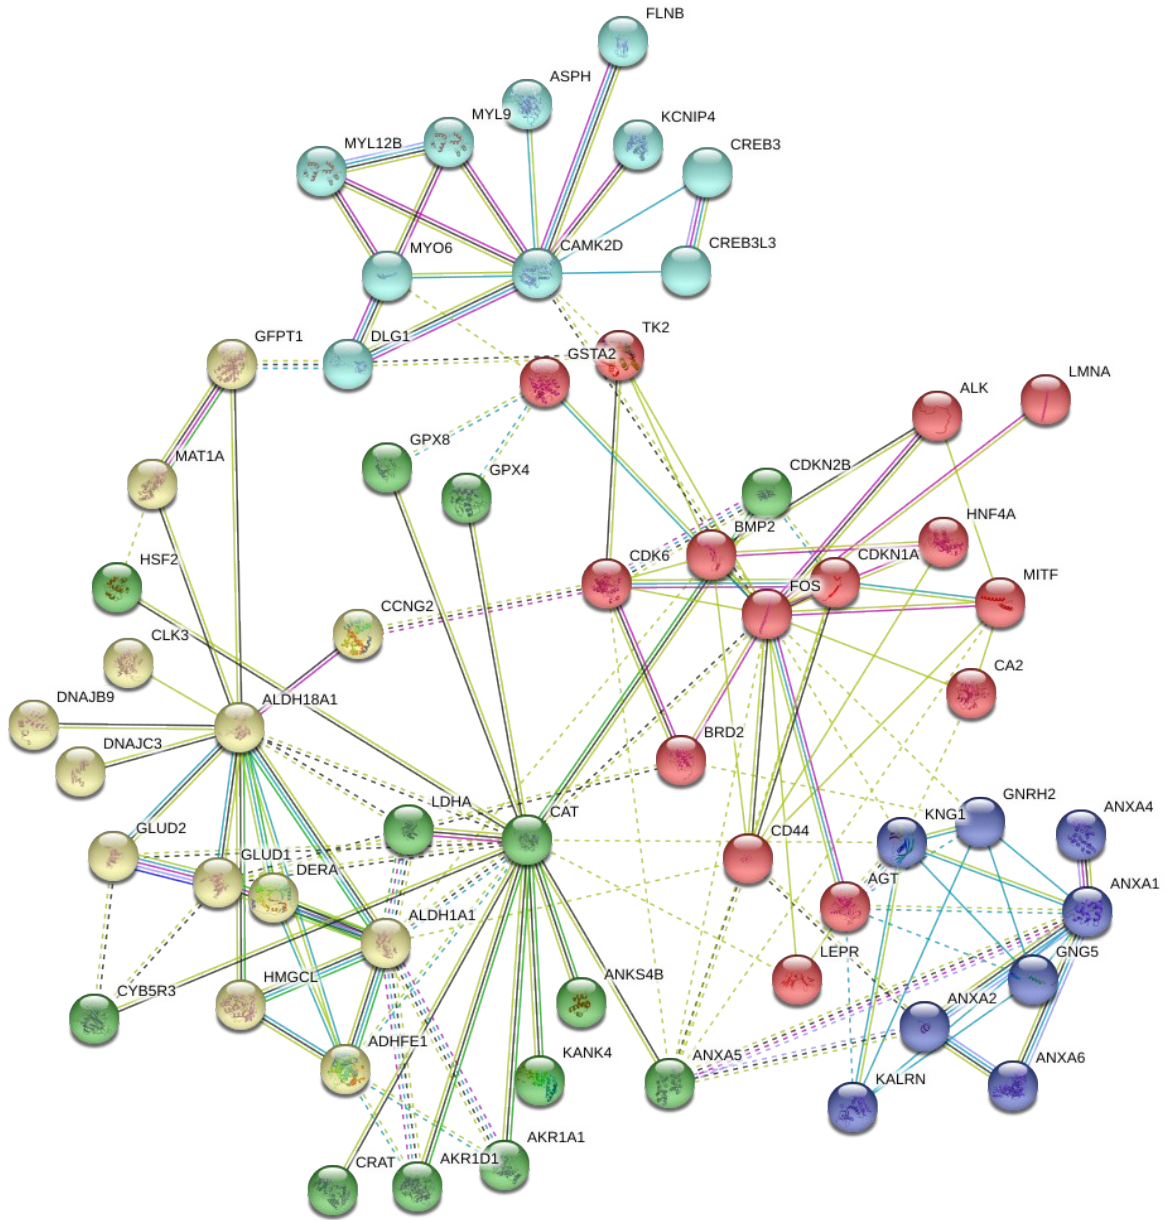 FLNB
ASPH
MYL9
KCNIP4
MYL12B
CREB3
MYO6
CAMK2D
CREB3L3
GFPT1
DLG1
TK2
GSTA2
LMNA
ALK
GPX8
MAT1A
GPX4
CDKN2B
HNF4A
BMP2
HSF2
CDK6
CDKN1A
FOS
MITF
CCNG2
CLK3
CA2
DNAJB9
ALDH18A1
BRD2
DNAJC3
LDHA
CAT
GNRH2
ANXA4
KNG1
GLUD2
CD44
GLUD1
DERA
AGT
ANXA1
ALDH1A1
LEPR
GNG5
ANKS4B
HMGCL
CYB5R3
ANXA2
ADHFE1
KANK4
ANXA5
ANXA6
KALRN
AKR1A1
CRAT
AKR1D1